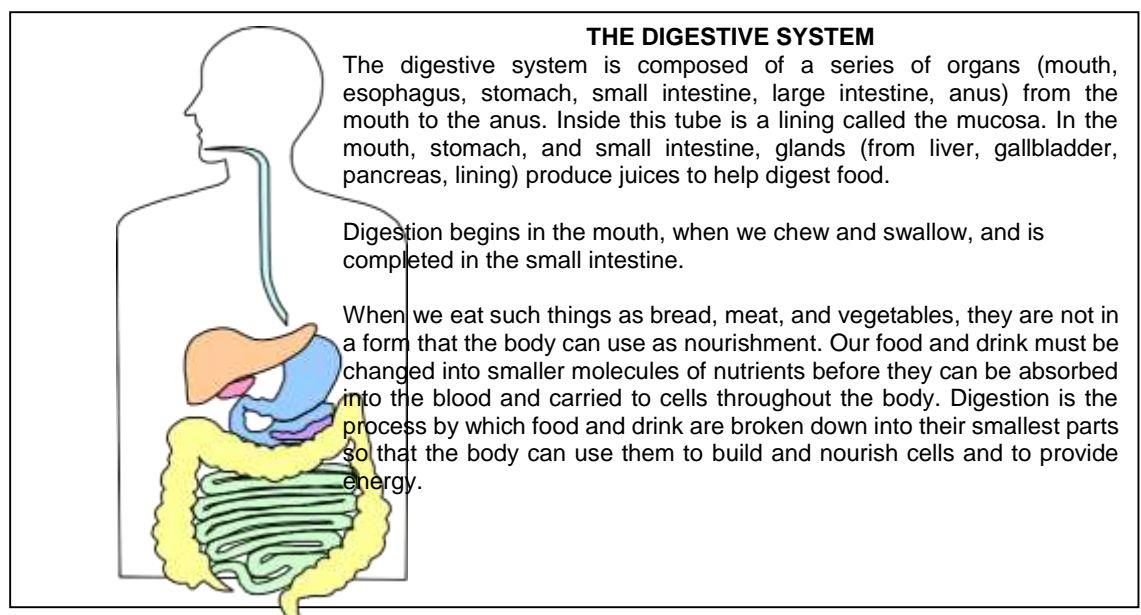 THE DIGESTIVE SYSTEM
The digestive system is composed of a series of organs (mouth,
esophagus, stomach, small intestine, large intestine, anus) from the
mouth to the anus. Inside this tube is a lining called the mucosa. In the
mouth, stomach, and small intestine, glands (from liver, gallbladder,
pancreas, lining) produce juices to help digest food.
Digestion begins in the mouth, when we chew and swallow, and is
completed in the small intestine.
When we eat such things as bread, meat, and vegetables, they are not in
a form that the body can use as nourishment. Our food and drink must be
changed into smaller molecules of nutrients before they can be absorbed
into the blood and carried to cells throughout the body. Digestion is the
process by which food and drink are broken down into their smallest parts
so that the body can use them to build and nourish cells and to provide
energy.